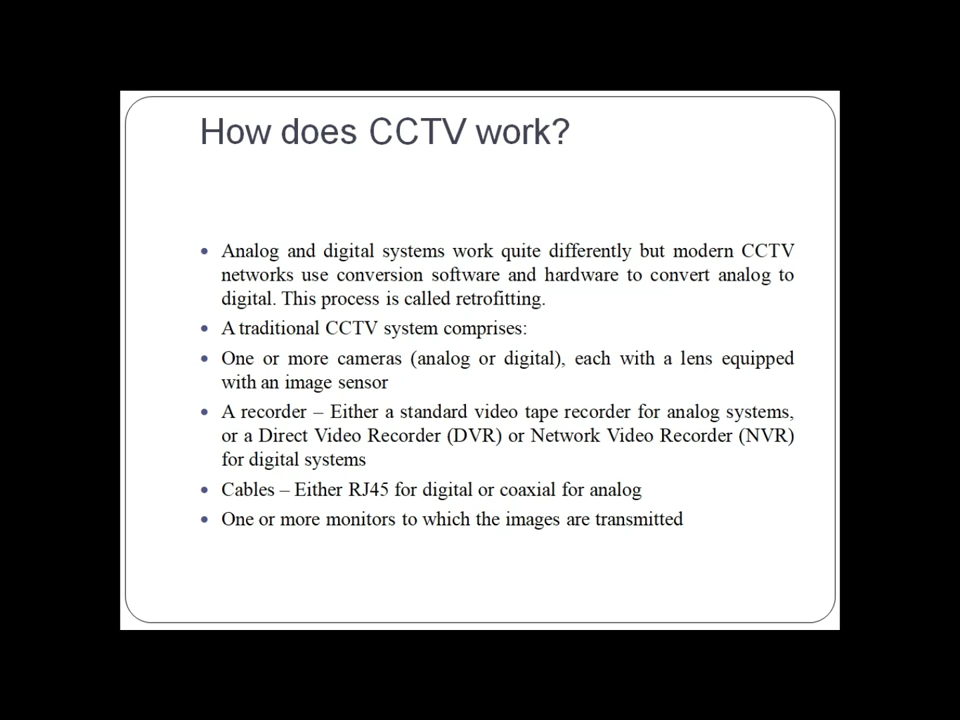 How does CCTV work?
• Analog and digital systems work quite differently but modern CCTV
networks use conversion software and hardware to convert analog to
digital. This process is called retrofitting.
• A traditional CCTV system comprises:
• One or more cameras (analog or digital), each with a lens equipped
with an image sensor
• A recorder – Either a standard video tape recorder for analog systems,
or a Direct Video Recorder (DVR) or Network Video Recorder (NVR)
for digital systems
• Cables – Either RJ45 for digital or coaxial for analog
• One or more monitors to which the images are transmitted